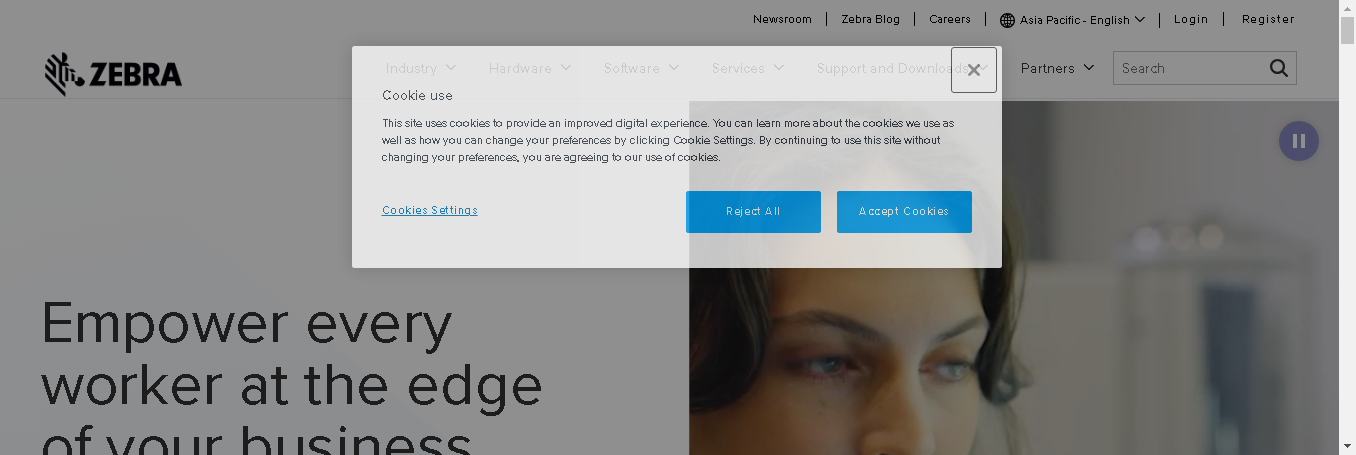 Newsroom
Zebra Blog
Careers
Asia Pacific - English
Login
Register
ZEBRA
Industry
Hardware
Software
Services
Support and Downloads
Partners
Search
Cookie use
This site uses cookies to provide an improved digital experience. You can learn more about the cookies we use as
well as how you can change your preferences by clicking Cookie Settings. By continuing to use this site without
changing your preferences, you are agreeing to our use of cookies.
Cookies Settings
Reject All
Accept Cookies
Empower every
worker at the edge
of your business